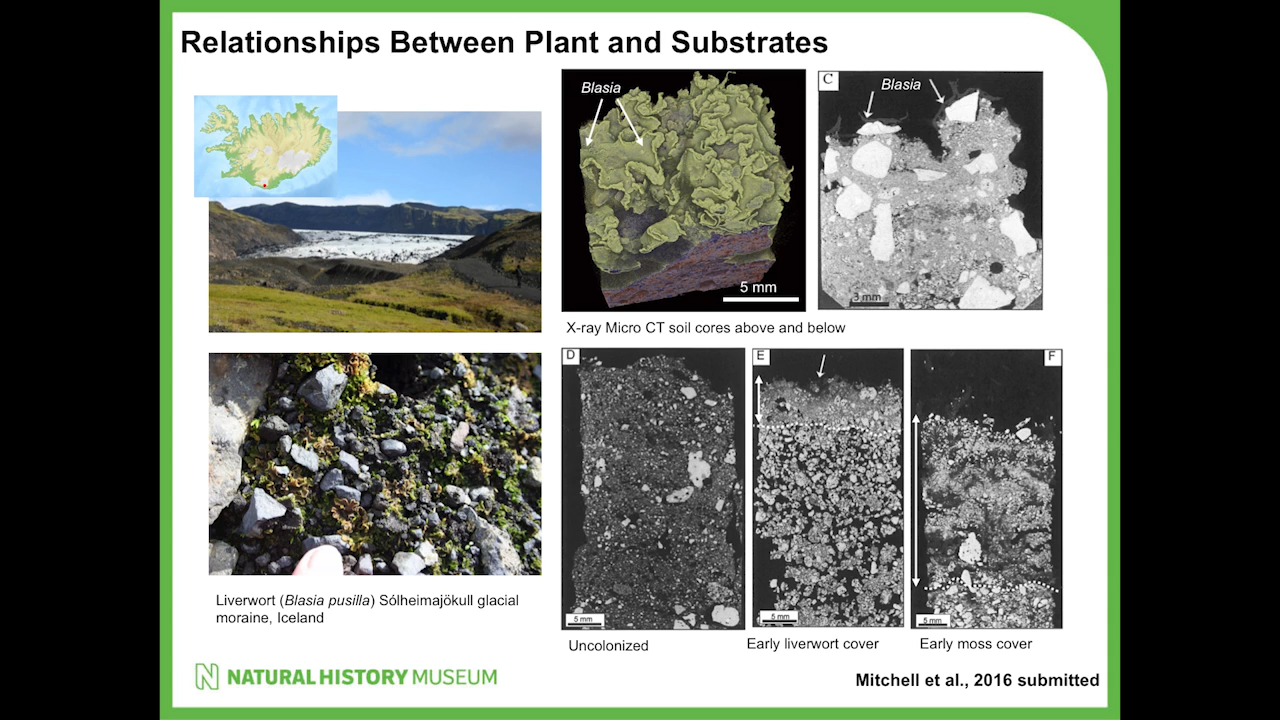 Relationships Between Plant and Substrates
Blasia
5 mm
C
Blasia
3 mm
X-ray Micro CT soil cores above and below
D
5 mm
E
5 mm
F
5 mm
Liverwort (Blasia pusilla) Sólheimajökull glacial
moraine, Iceland
Uncolonized
Early liverwort cover
Early moss cover
NATURAL HISTORY MUSEUM
Mitchell et al., 2016 submitted